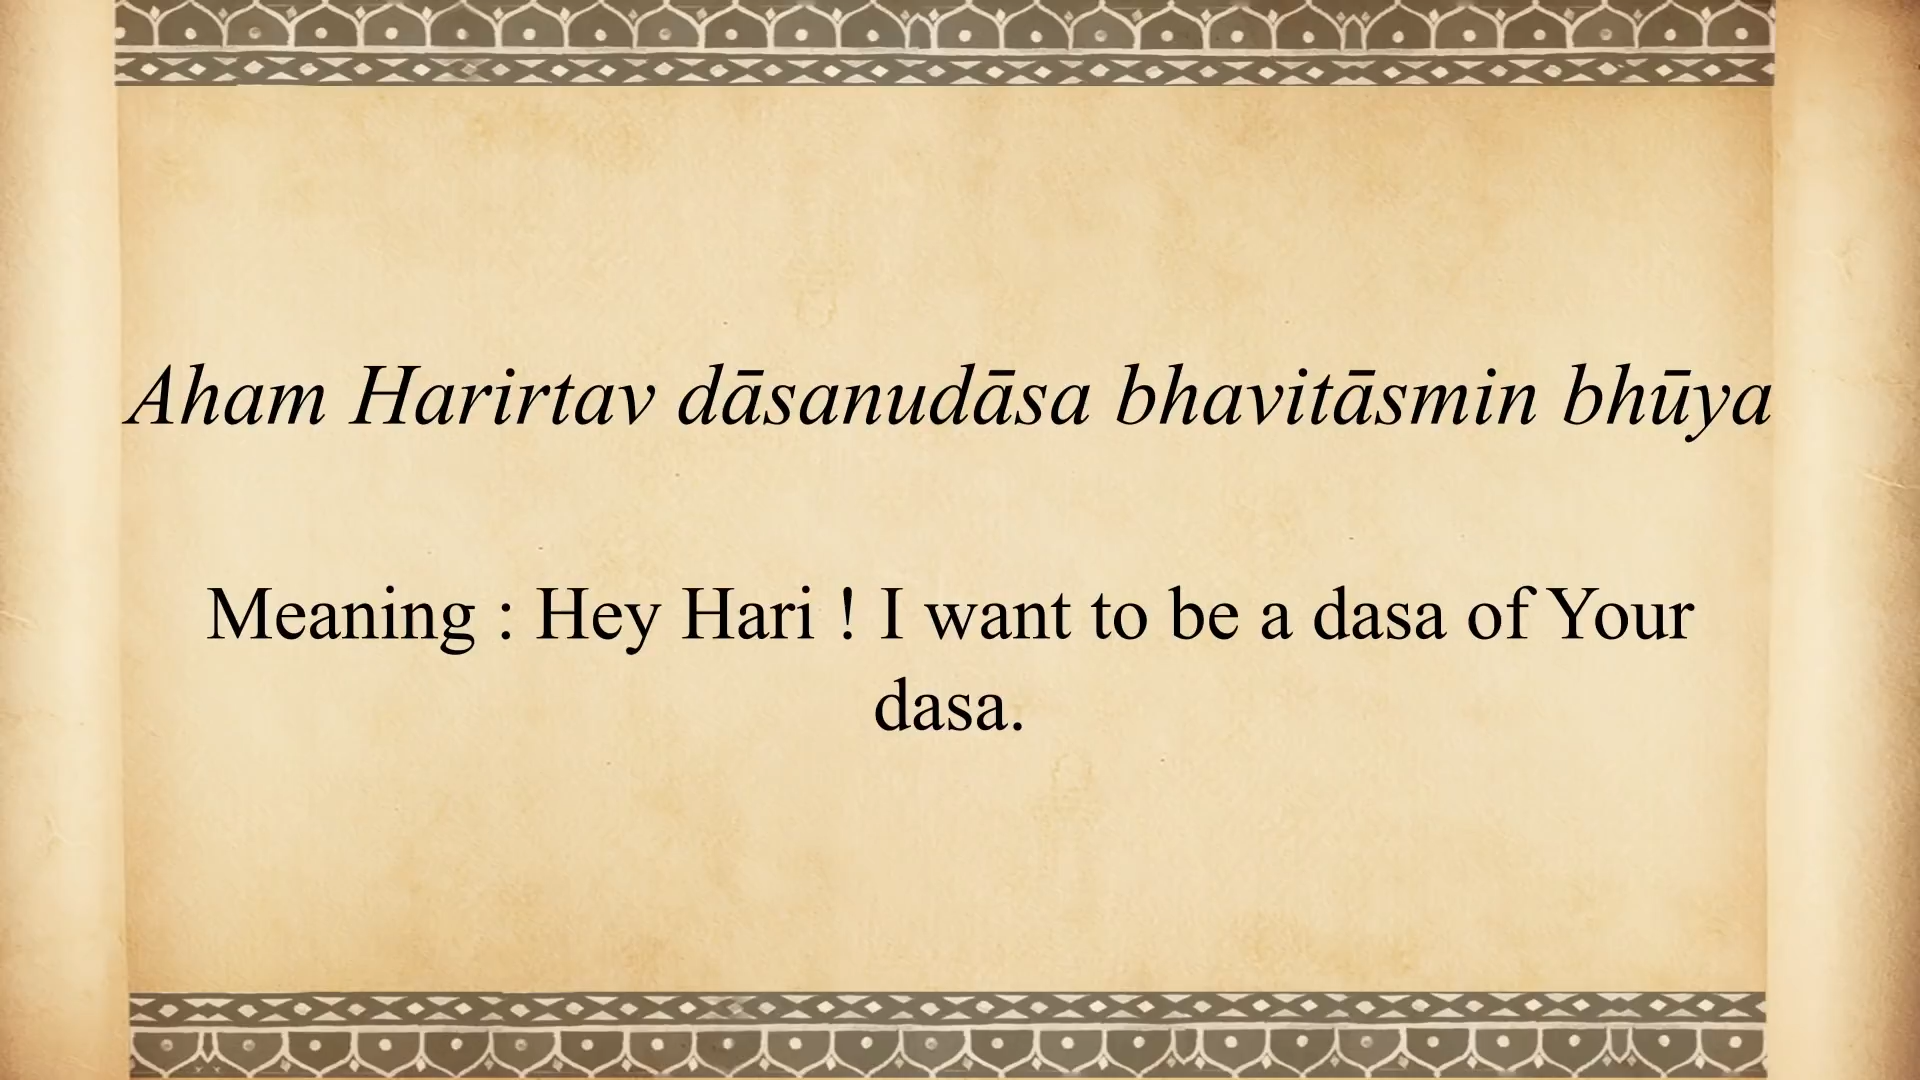 Aham Harirtav dāsanudāsa bhavitāsmin bhūya
Meaning : Hey Hari ! I want to be a dasa of Your
dasa.